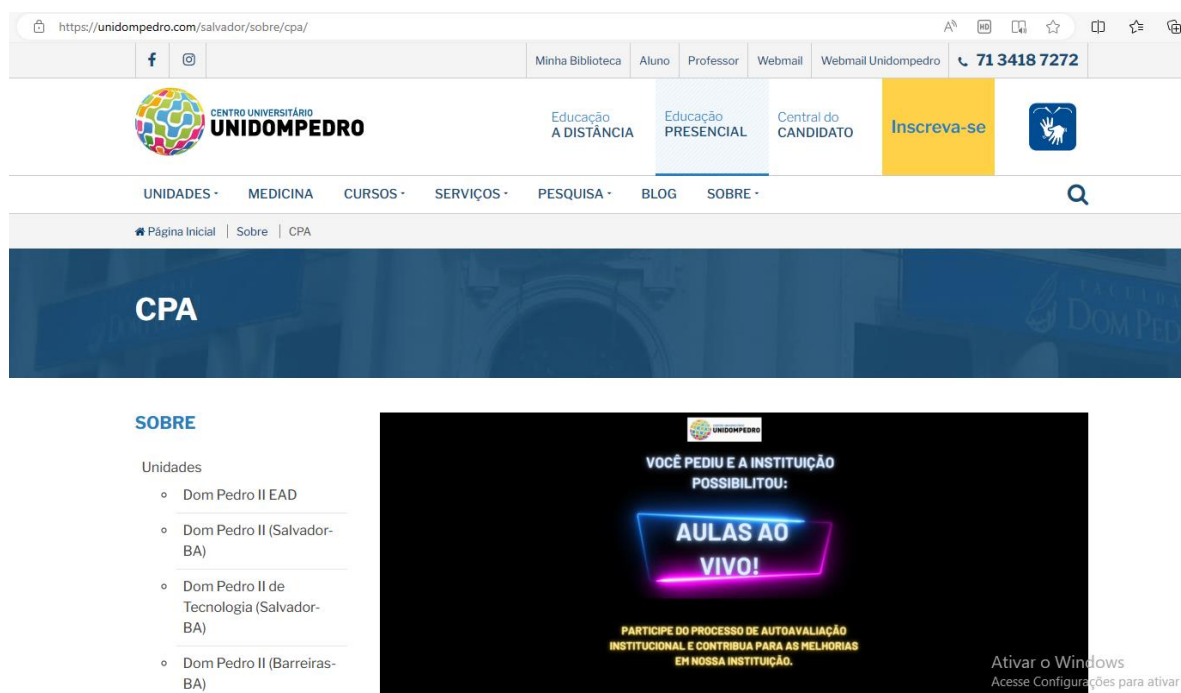 https://unidompedro.com/salvador/sobre/cpa/
Minha Biblioteca Aluno Professor Webmail Webmail Unidompedro 71 3418 7272
CENTRO UNIVERSITÁRIO
UNIDOMPEDRO
Educação
A DISTÂNCIA
Educação
PRESENCIAL
Central do
CANDIDATO
Inscreva-se
UNIDADES MEDICINA CURSOS SERVIÇOS PESQUISA BLOG SOBRE
Página Inicial | Sobre | CPA
CPA
FACULDA
DOM PED
SOBRE
Unidades
Dom Pedro II EAD
Dom Pedro II (Salvador-
BA)
Dom Pedro II de
Tecnologia (Salvador-
BA)
Dom Pedro II (Barreiras-
BA)
UNIDOMPEDRO
VOCÊ PEDIU E A INSTITUIÇÃO
POSSIBILITOU:
AULAS AO
VIVO!
PARTICIPE DO PROCESSO DE AUTOAVALIAÇÃO
INSTITUCIONAL E CONTRIBUA PARA AS MELHORIAS
EM NOSSA INSTITUIÇÃO.
Ativar o Windows
Acesse Configurações para ativar